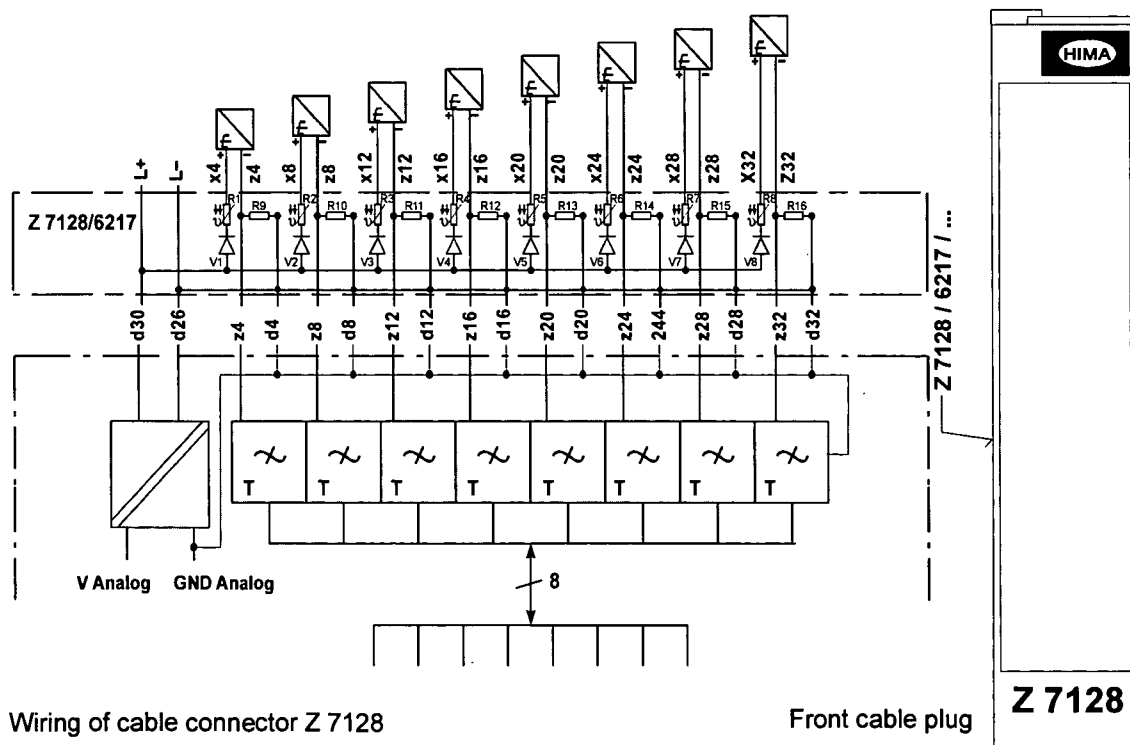 HIMA
L+ L- x4 z4 x8 z8 x12 z12 x16 z16 x20 z20 x24 z24 x28 z28 X32 Z32
+ - + - + - + - + - + - + - + -
Z 7128/6217
R1 R9 R2 R10 R3 R11 R4 R12 R5 R13 R6 R14 R7 R15 R8 R16
V1 V2 V3 V4 V5 V6 V7 V8
d30 d26 z4 d4 z8 d8 z12 d12 z16 d16 z20 d20 z24 244 z28 d28 z32 d32
Z 7128 / 6217 / ...
T T T T T T T T
V Analog GND Analog
8
Wiring of cable connector Z 7128
Front cable plug
Z 7128